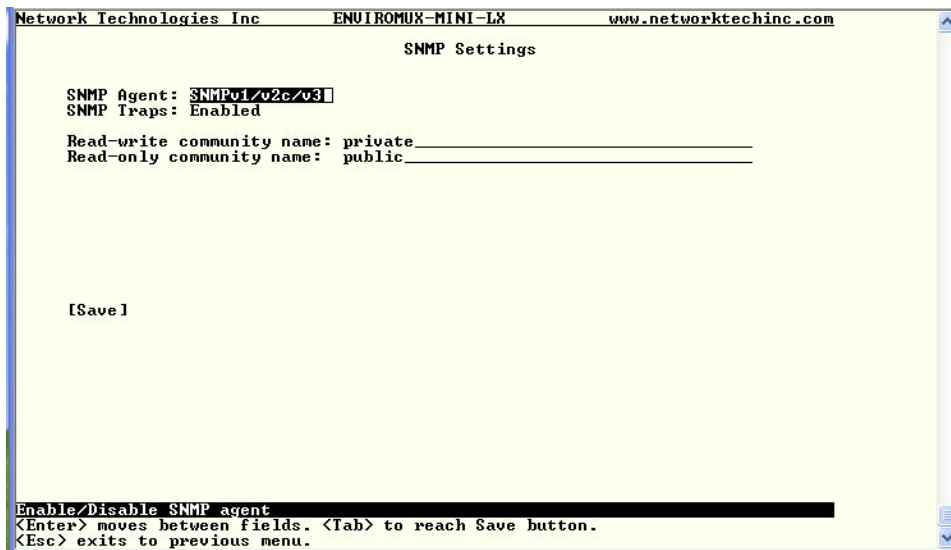 Network Technologies Inc ENVIROMUX-MINI-LX www.networktechinc.com
SNMP Settings
SNMP Agent: SNMPv1/v2c/v3
SNMP Traps: Enabled
Read-write community name: private
Read-only community name: public
[Save]
Enable/Disable SNMP agent
<Enter> moves between fields. <Tab> to reach Save button.
<Esc> exits to previous menu.